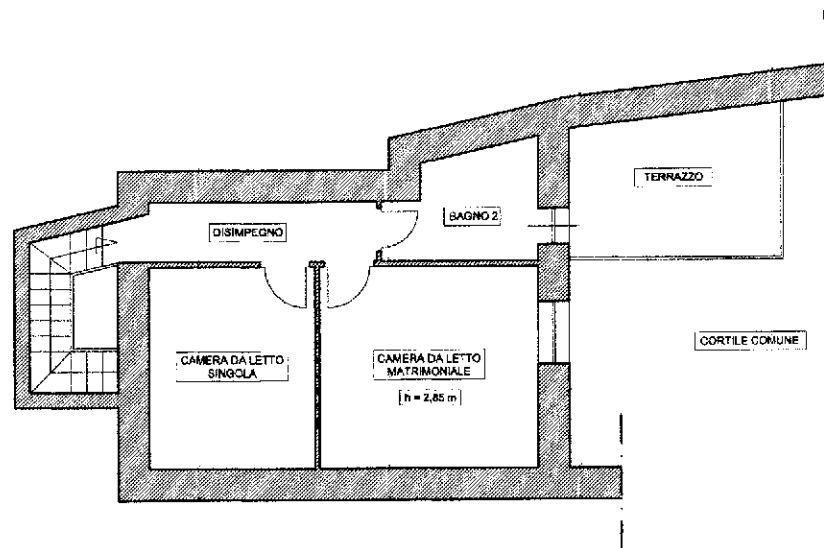 TERRAZZO
BAGNO 2
DISIMPEGNO
CORTILE COMUNE
CAMERA DA LETTO
SINGOLA
CAMERA DA LETTO
MATRIMONIALE
h = 2,85 m